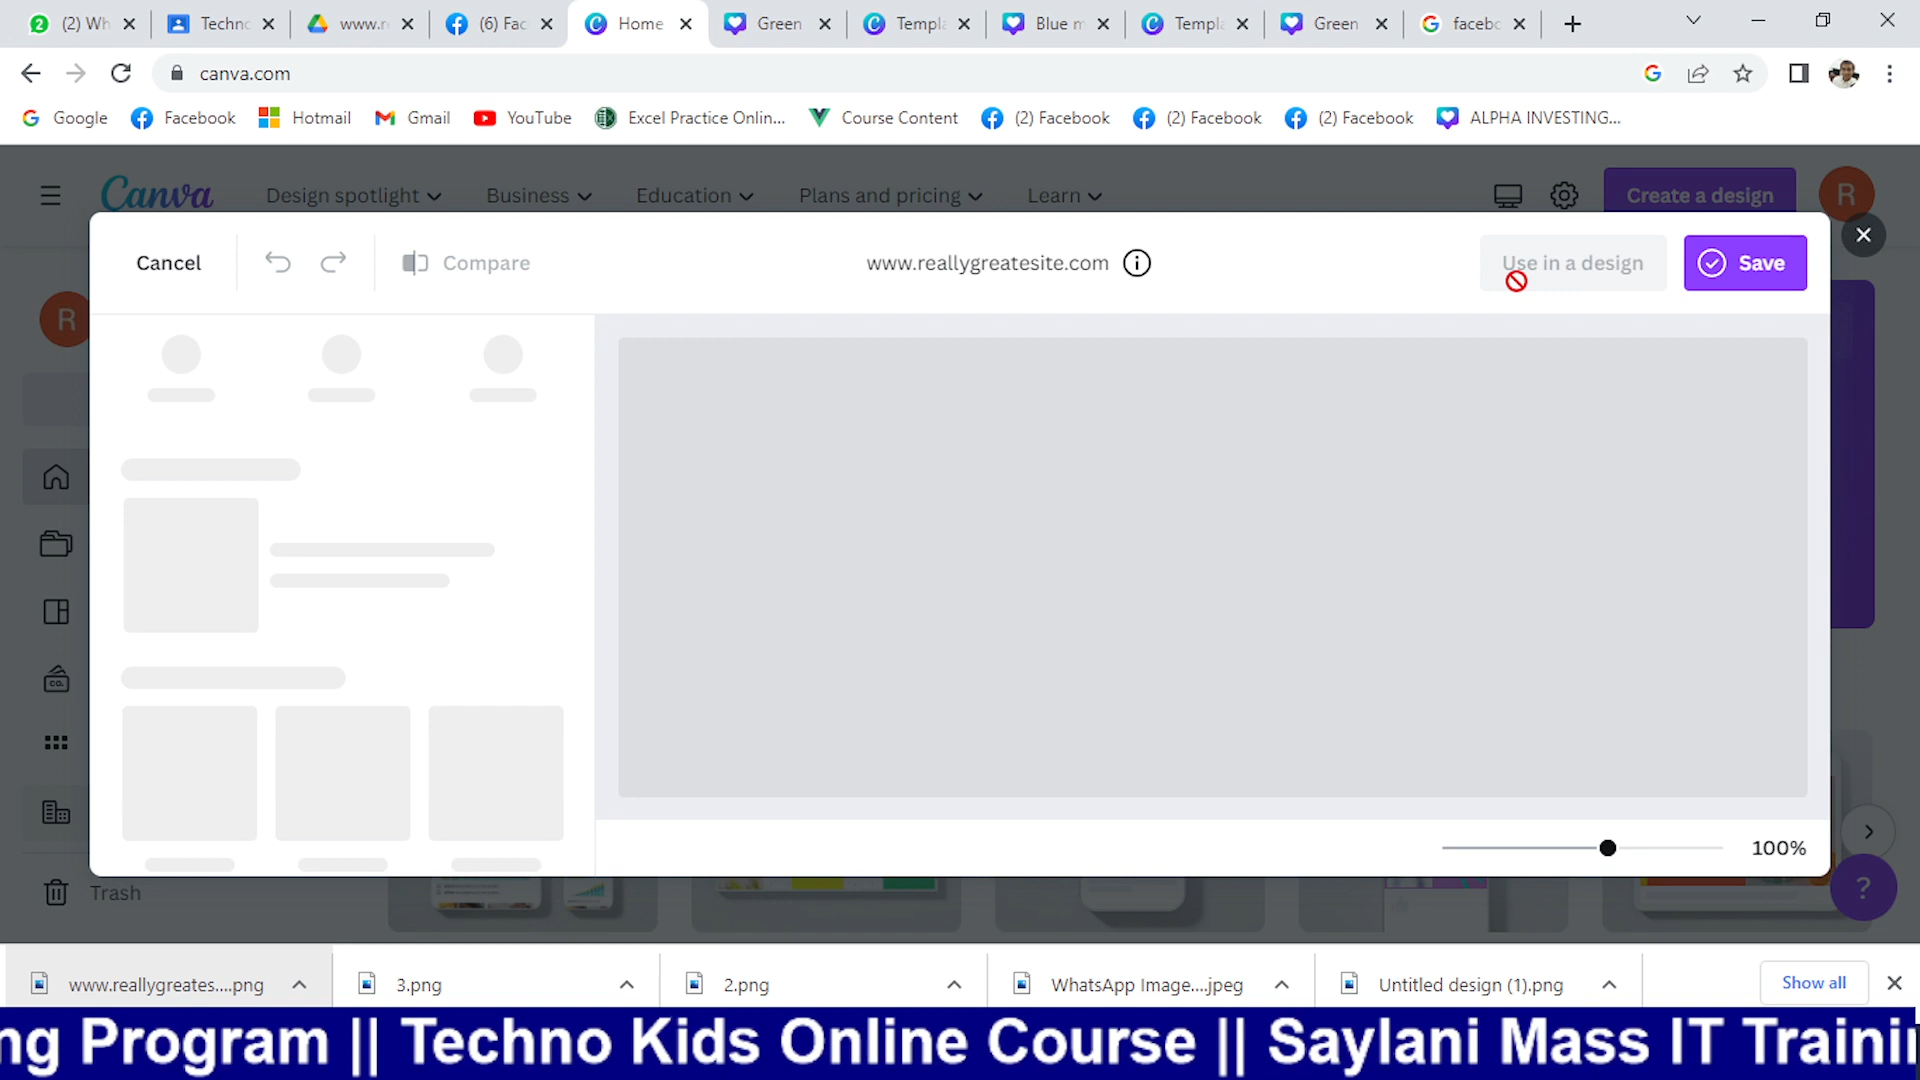 (2) Wh Techno www.r (6) Fac Home Green Templa Blue m Templa Green facebo
canva.com
Google Facebook Hotmail Gmail YouTube Excel Practice Onlin... Course Content (2) Facebook (2) Facebook (2) Facebook ALPHA INVESTING...
Canva Design spotlight Business Education Plans and pricing Learn Create a design R
Cancel Compare www.reallygreatesite.com Use in a design Save
R
CO.
100%
Trash
?
www.reallygreates....png 3.png 2.png WhatsApp Image....jpeg Untitled design (1).png Show all
ng Program || Techno Kids Online Course || Saylani Mass IT Trainin